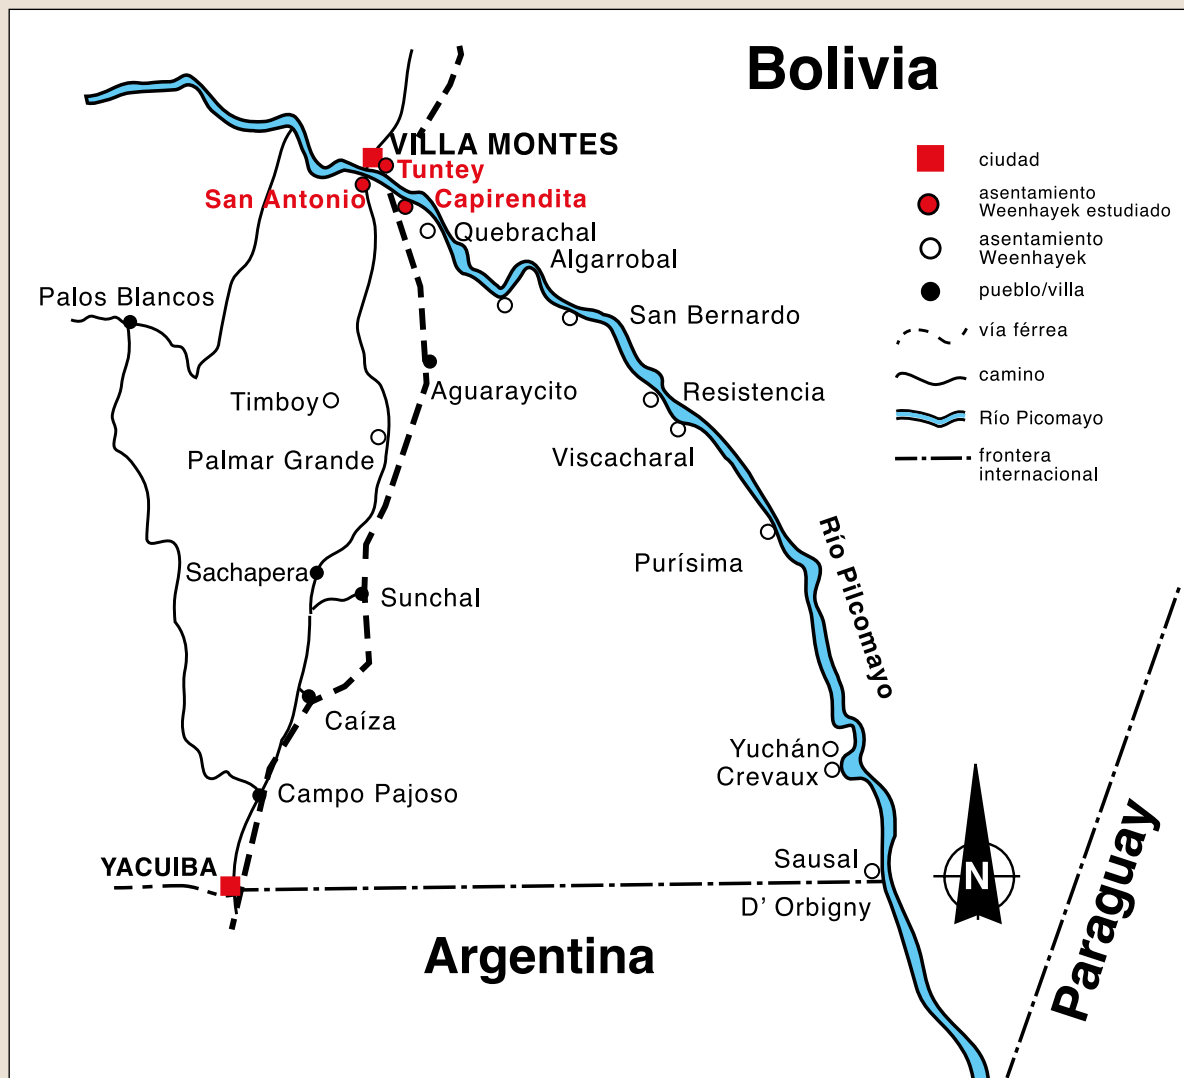 Bolivia
VILLA MONTES
Tuntey
San Antonio
Capirendita
Quebrachal
Algarrobal
Palos Blancos
San Bernardo
Aguaraycito
Resistencia
Timboy
Palmar Grande
Viscacharal
Río Pilcomayo
Purísima
Sachapera
Sunchal
Caíza
Yuchán
Crevaux
Campo Pajoso
YACUIBA
Sausal
D’ Orbigny
Argentina
Paraguay
N
ciudad
asentamiento
Weenhayek estudiado
asentamiento
Weenhayek
pueblo/villa
vía férrea
camino
Río Picomayo
frontera
internacional